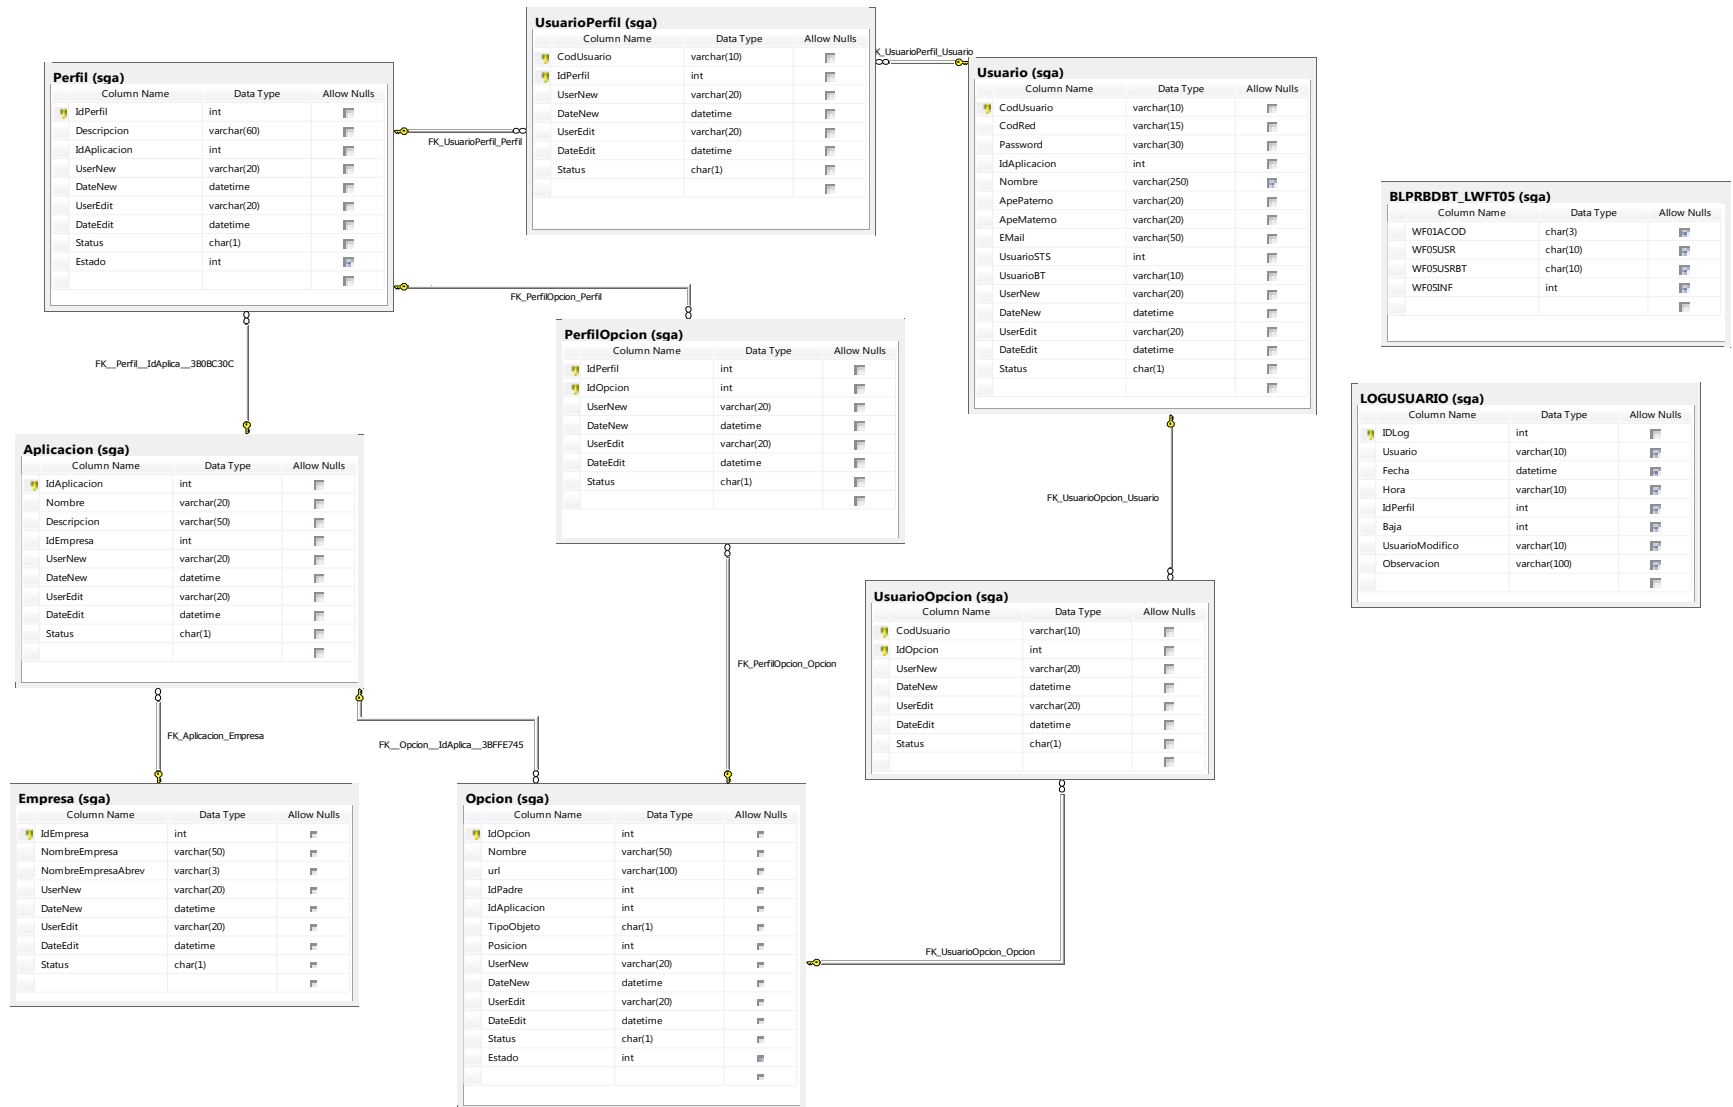 UsuarioPerfil (sga)
Column Name Data Type Allow Nulls
CodUsuario varchar(10)
IdPerfil int
UserNew varchar(20)
DateNew datetime
UserEdit varchar(20)
DateEdit datetime
Status char(1)
FK_UsuarioPerfil_Usuario
Perfil (sga)
Column Name Data Type Allow Nulls
IdPerfil int
Descripcion varchar(60)
IdAplicacion int
UserNew varchar(20)
DateNew datetime
UserEdit varchar(20)
DateEdit datetime
Status char(1)
Estado int
FK_UsuarioPerfil_Perfil
Usuario (sga)
Column Name Data Type Allow Nulls
CodUsuario varchar(10)
CodRed varchar(15)
Password varchar(30)
IdAplicacion int
Nombre varchar(250)
ApePaterno varchar(20)
ApeMaterno varchar(20)
EMail varchar(50)
UsuarioSTS int
UsuarioBT varchar(10)
UserNew varchar(20)
DateNew datetime
UserEdit varchar(20)
DateEdit datetime
Status char(1)
BLPRBDBT_LWFT05 (sga)
Column Name Data Type Allow Nulls
WF01ACOD char(3)
WF05USR char(10)
WF05USRBT char(10)
WF05INF int
FK_PerfilOpcion_Perfil
PerfilOpcion (sga)
Column Name Data Type Allow Nulls
IdPerfil int
IdOpcion int
UserNew varchar(20)
DateNew datetime
UserEdit varchar(20)
DateEdit datetime
Status char(1)
FK__Perfil__IdAplica__3B0BC30C
LOGUSUARIO (sga)
Column Name Data Type Allow Nulls
IDLog int
Usuario varchar(10)
Fecha datetime
Hora varchar(10)
IdPerfil int
Baja int
UsuarioModifico varchar(10)
Observacion varchar(100)
Aplicacion (sga)
Column Name Data Type Allow Nulls
IdAplicacion int
Nombre varchar(20)
Descripcion varchar(50)
IdEmpresa int
UserNew varchar(20)
DateNew datetime
UserEdit varchar(20)
DateEdit datetime
Status char(1)
FK_UsuarioOpcion_Usuario
UsuarioOpcion (sga)
Column Name Data Type Allow Nulls
CodUsuario varchar(10)
IdOpcion int
UserNew varchar(20)
DateNew datetime
UserEdit varchar(20)
DateEdit datetime
Status char(1)
FK_PerfilOpcion_Opcion
FK_Aplicacion_Empresa
FK__Opcion__IdAplica__3BFFE745
Empresa (sga)
Column Name Data Type Allow Nulls
IdEmpresa int
NombreEmpresa varchar(50)
NombreEmpresaAbrev varchar(3)
UserNew varchar(20)
DateNew datetime
UserEdit varchar(20)
DateEdit datetime
Status char(1)
Opcion (sga)
Column Name Data Type Allow Nulls
IdOpcion int
Nombre varchar(50)
url varchar(100)
IdPadre int
IdAplicacion int
TipoObjeto char(1)
Posicion int
UserNew varchar(20)
DateNew datetime
UserEdit varchar(20)
DateEdit datetime
Status char(1)
Estado int
FK_UsuarioOpcion_Opcion